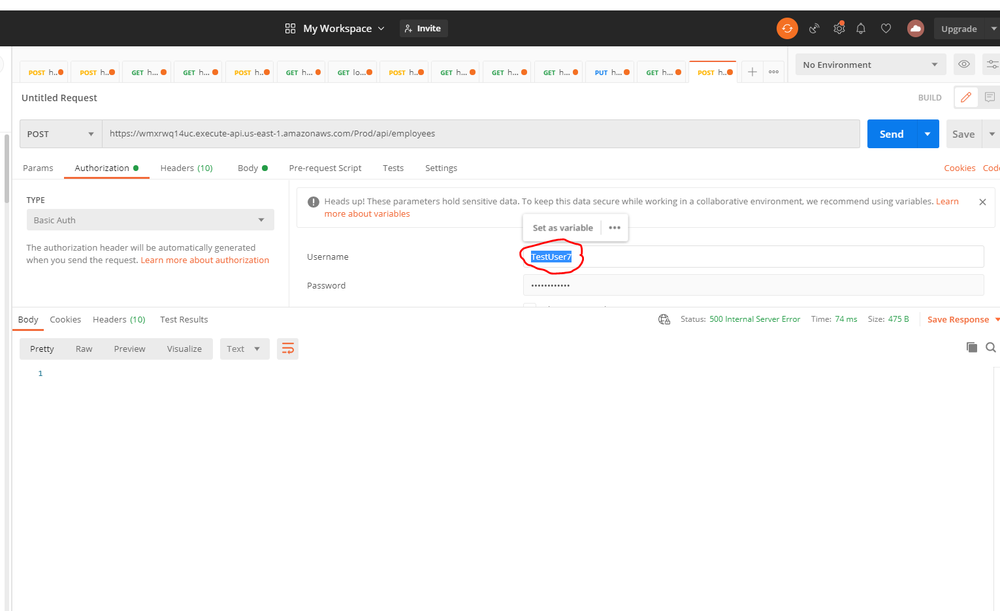 My Workspace
Invite
Upgrade
POST h..
POST h...
GET h...
GET h...
POST h..
GET h...
GET lo...
POST h..
GET h...
GET h...
GET h...
PUT h...
GET h...
POST h..
No Environment
Untitled Request
BUILD
POST
https://wmxrwq14uc.execute-api.us-east-1.amazonaws.com/Prod/api/employees
Send
Save
Params
Authorization
Headers (10)
Body
Pre-request Script
Tests
Settings
Cookies
Code
TYPE
Basic Auth
The authorization header will be automatically generated
when you send the request. Learn more about authorization
Heads up! These parameters hold sensitive data. To keep this data secure while working in a collaborative environment, we recommend using variables. Learn
more about variables
Set as variable
Username
TestUser7
Password
••••••••••••
Body
Cookies
Headers (10)
Test Results
Status: 500 Internal Server Error
Time: 74 ms
Size: 475 B
Save Response
Pretty
Raw
Preview
Visualize
Text
1